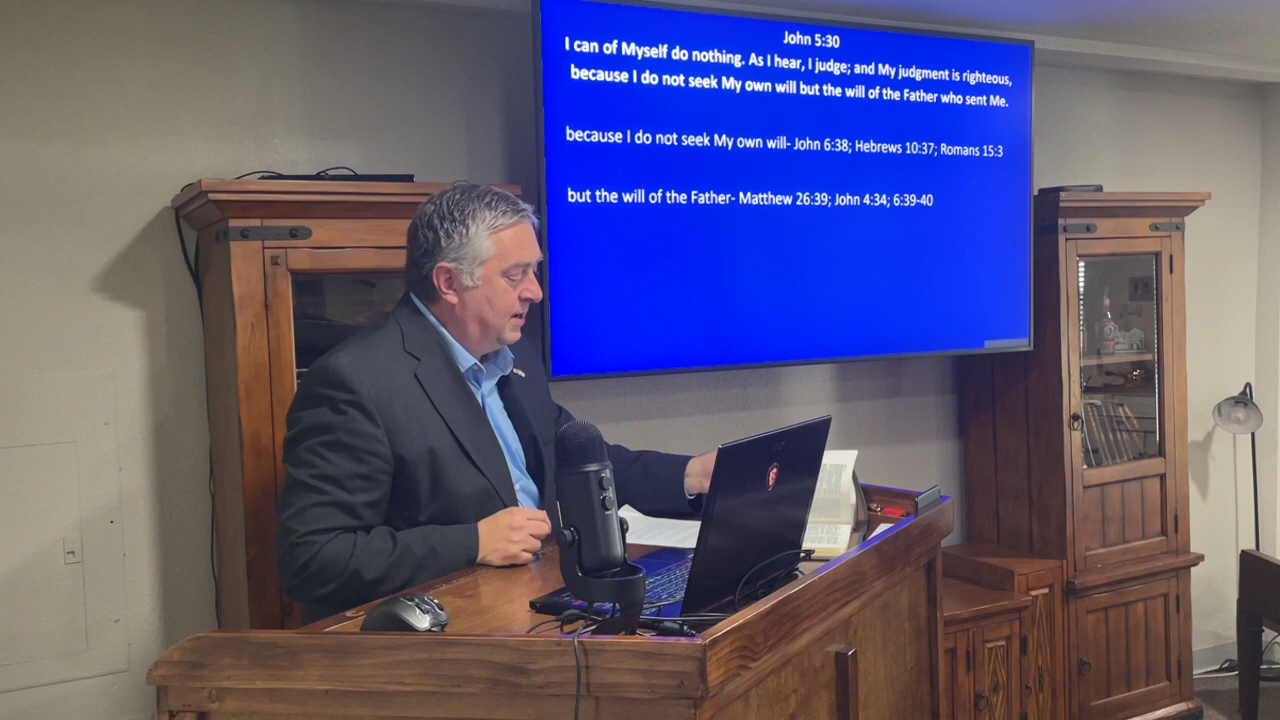 John 5:30
I can of Myself do nothing. As I hear, I judge; and My judgment is righteous,
because I do not seek My own will but the will of the Father who sent Me.
because I do not seek My own will- John 6:38; Hebrews 10:37; Romans 15:3
but the will of the Father- Matthew 26:39; John 4:34; 6:39-40